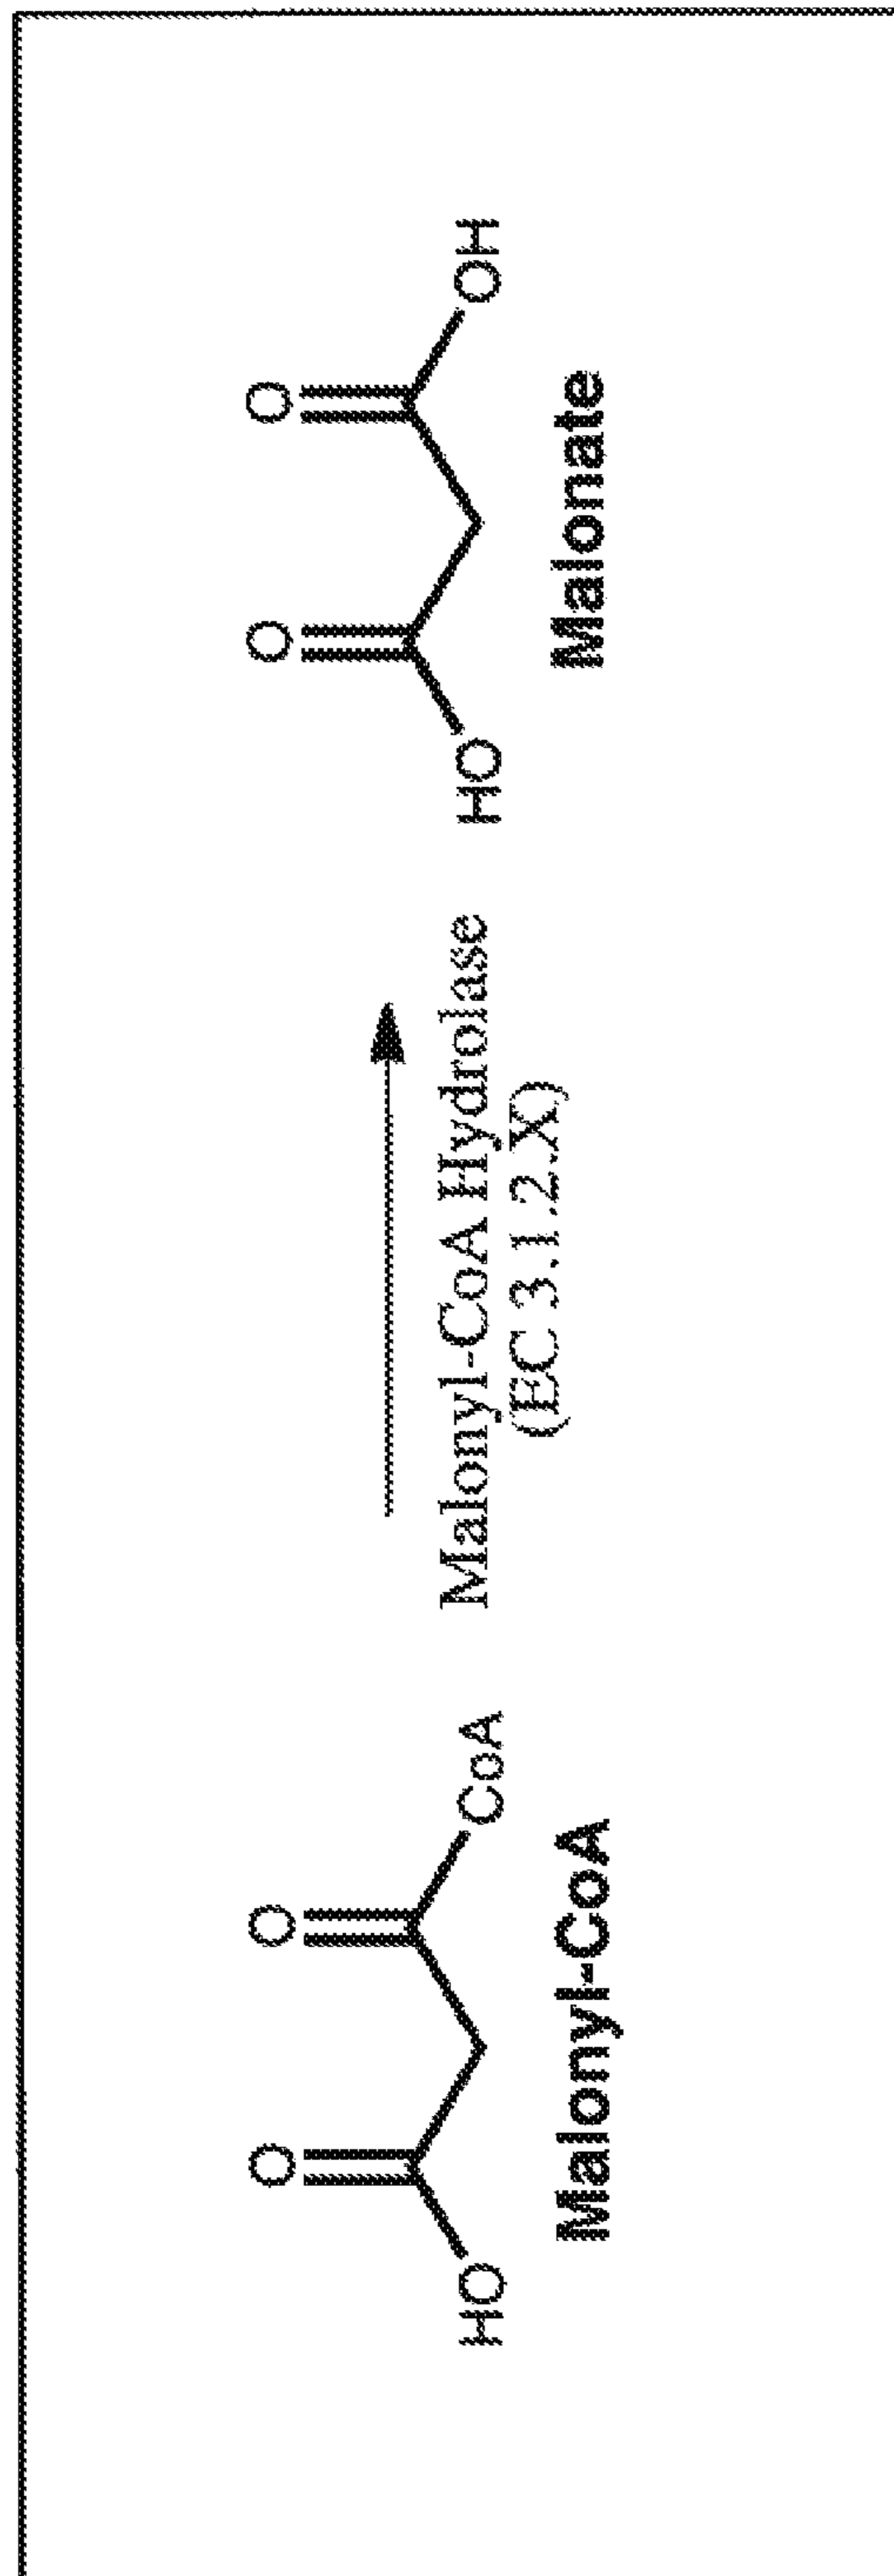 O O
HO CoA
Malonyl-CoA
Malonyl-CoA Hydrolase
(EC 3.1.2.X)
O O
HO OH
Malonate